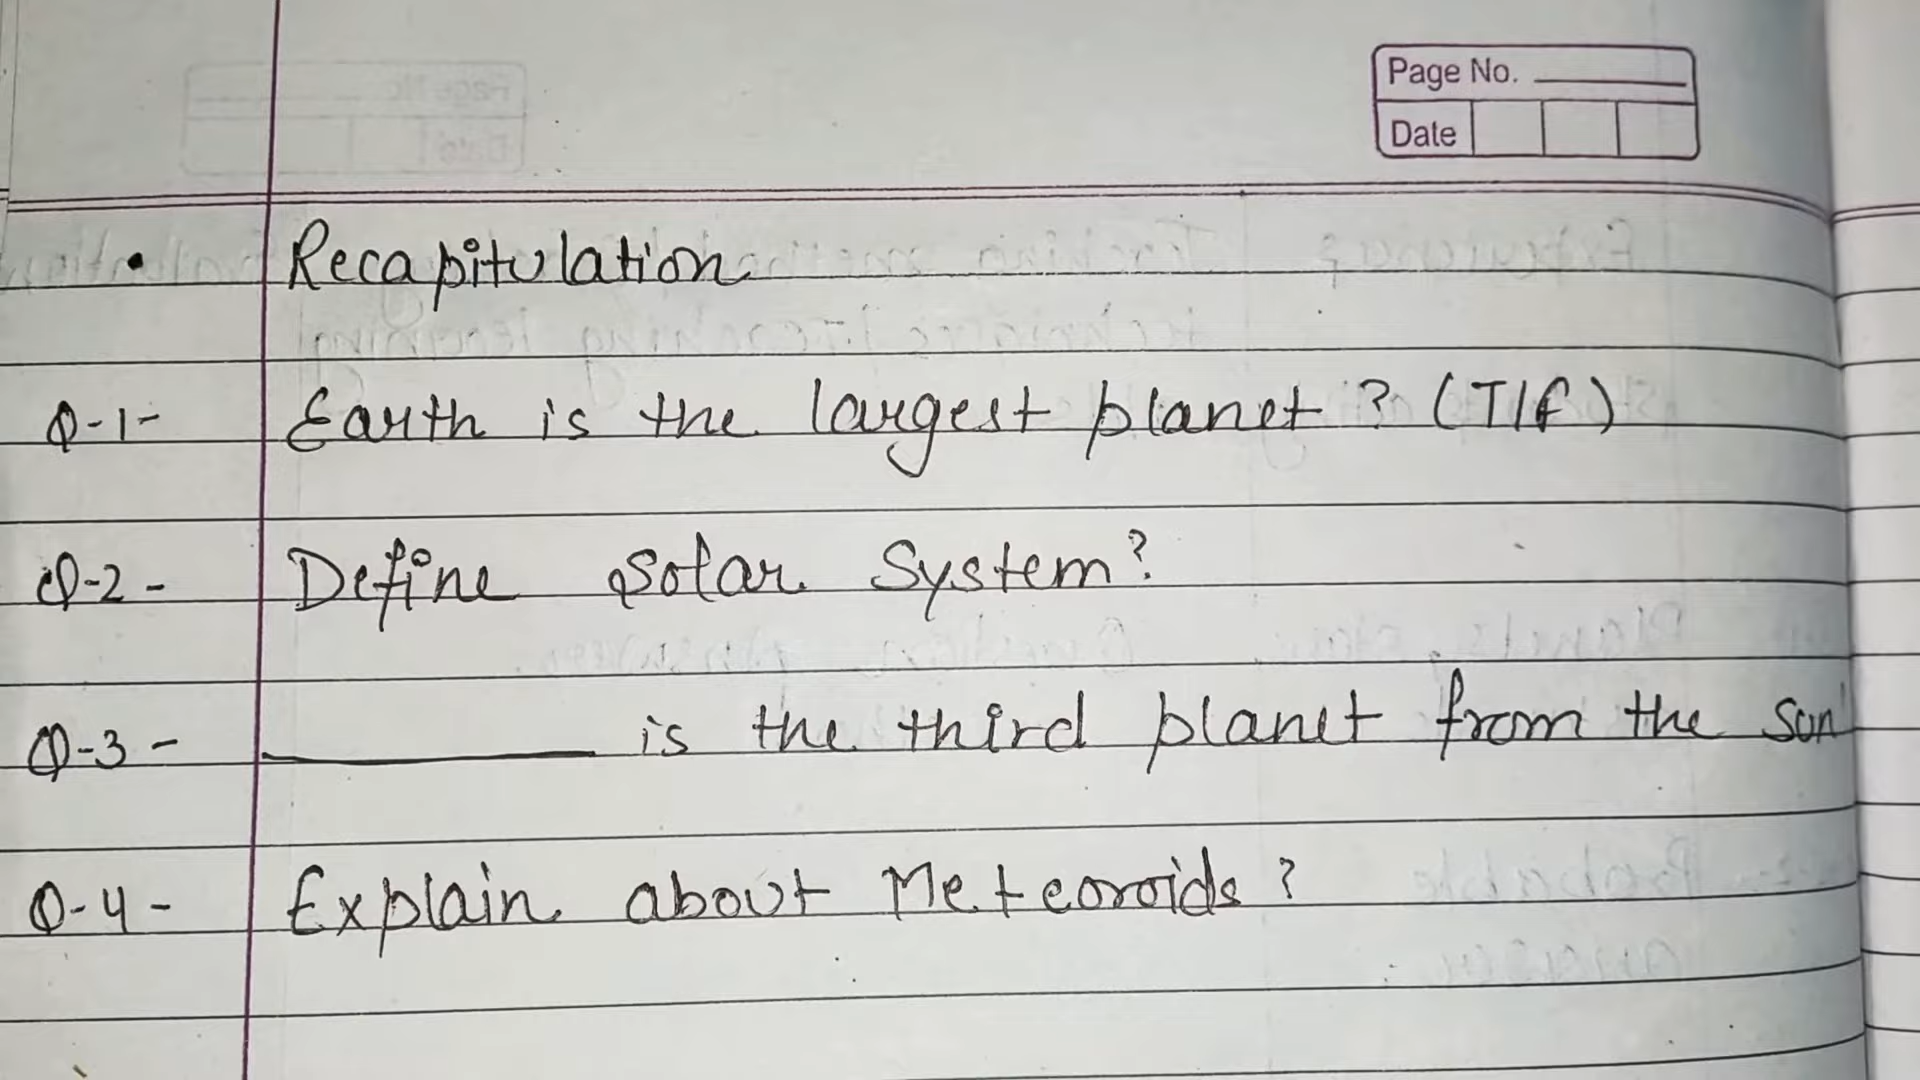 Page No.
Date
• Recapitulation
Q-1- Earth is the largest planet? (T/F)
Q-2- Define Solar System?
Q-3- ________ is the third planet from the sun
Q-4- Explain about Meteoroids?